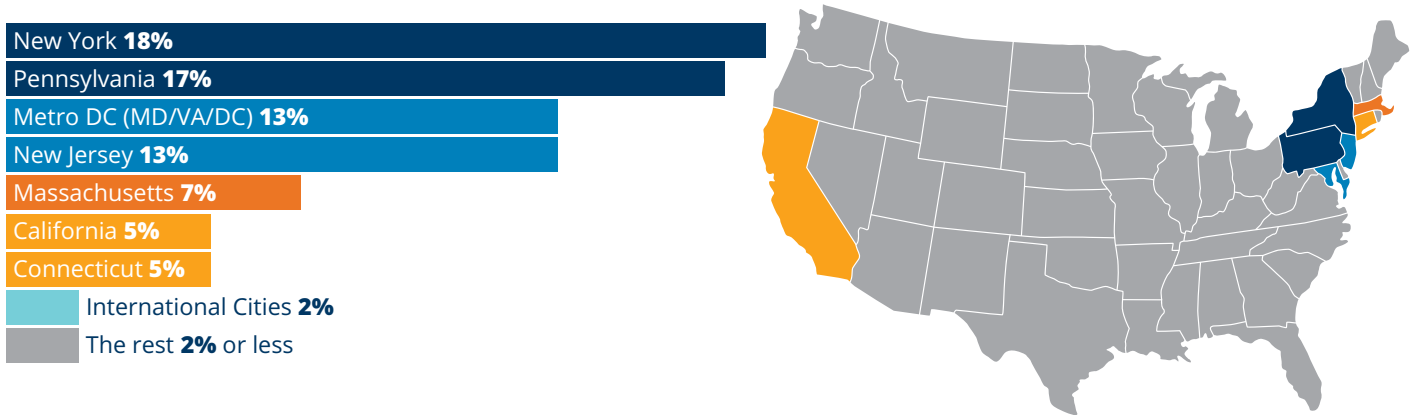 New York 18%
Pennsylvania 17%
Metro DC (MD/VA/DC) 13%
New Jersey 13%
Massachusetts 7%
California 5%
Connecticut 5%
International Cities 2%
The rest 2% or less